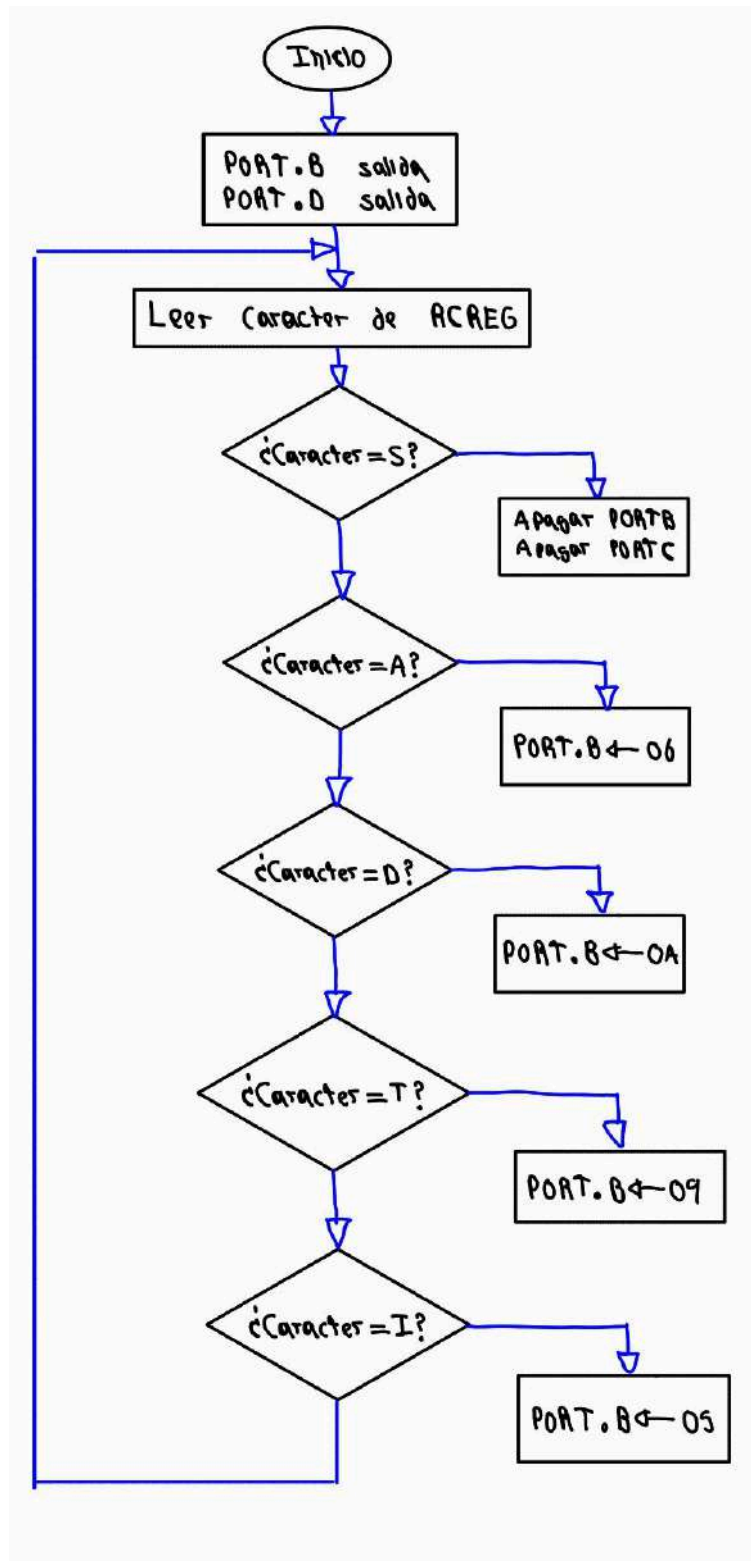 Inicio
PORT.B salida
PORT.D salida
Leer Caracter de RCREG
¿Caracter=S?
Apagar PORTB
Apagar PORTC
¿Caracter=A?
PORT.B←06
¿Caracter=D?
PORT.B←0A
¿Caracter=T?
PORT.B←09
¿Caracter=I?
PORT.B←05